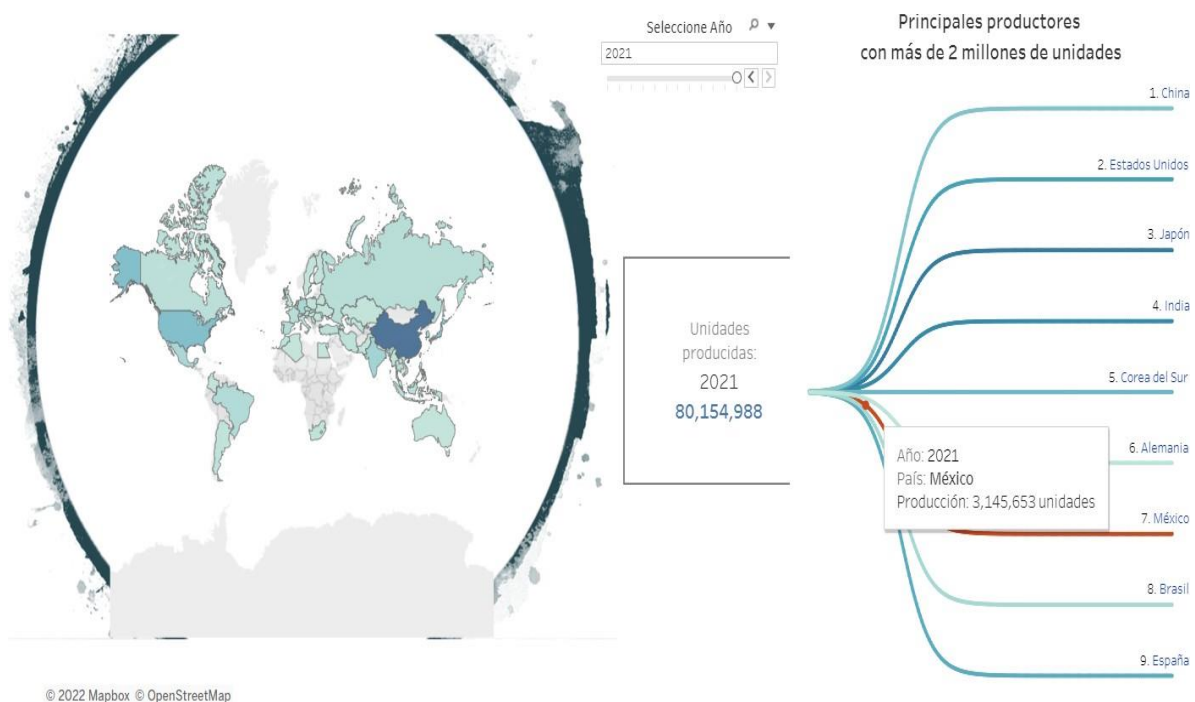 Seleccione Año
2021
Principales productores
con más de 2 millones de unidades
Unidades
producidas:
2021
80,154,988
1. China
2. Estados Unidos
3. Japón
4. India
5. Corea del Sur
6. Alemania
Año: 2021
País: México
Producción: 3,145,653 unidades
7. México
8. Brasil
9. España
© 2022 Mapbox © OpenStreetMap